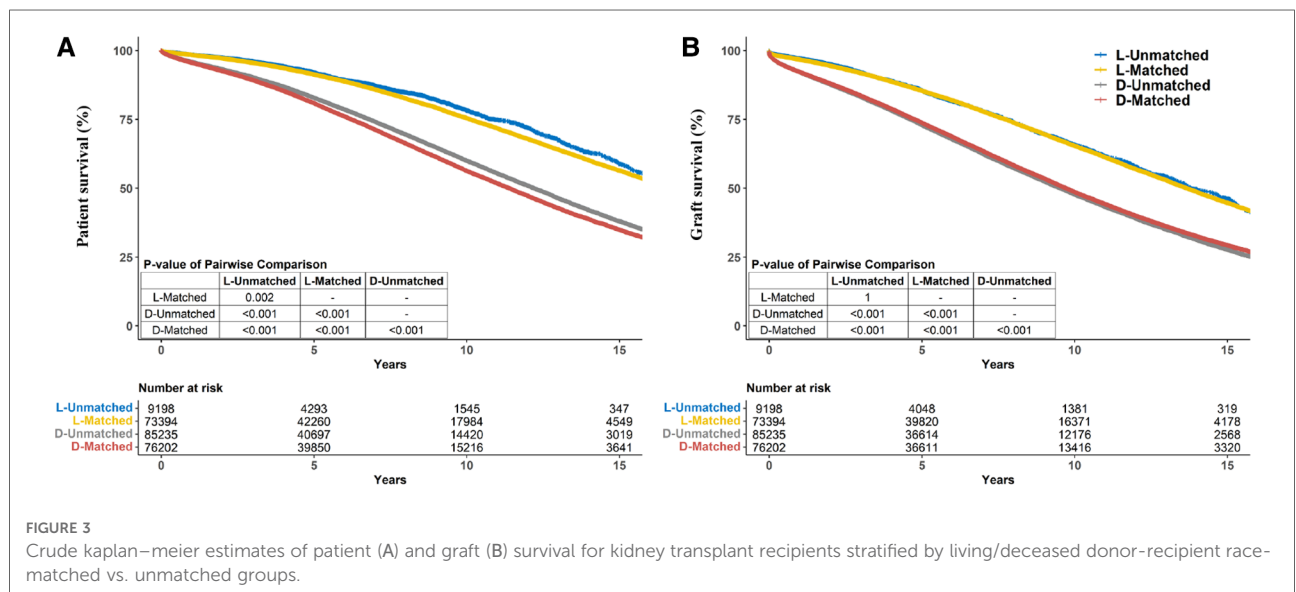 A
100
75
50
25
0
Patient survival (%)
P-value of Pairwise Comparison
L-Unmatched L-Matched D-Unmatched
L-Matched 0.002 - -
D-Unmatched <0.001 <0.001 -
D-Matched <0.001 <0.001 <0.001
0 5 10 15
Years
Number at risk
L-Unmatched 9198 4293 1545 347
L-Matched 73394 42260 17984 4549
D-Unmatched 85235 40697 14420 3019
D-Matched 76202 39850 15216 3641
0 5 10 15
Years
B
100
75
50
25
0
Graft survival (%)
L-Unmatched
L-Matched
D-Unmatched
D-Matched
P-value of Pairwise Comparison
L-Unmatched L-Matched D-Unmatched
L-Matched 1 - -
D-Unmatched <0.001 <0.001 -
D-Matched <0.001 <0.001 <0.001
0 5 10 15
Years
Number at risk
L-Unmatched 9198 4048 1381 319
L-Matched 73394 39820 16371 4178
D-Unmatched 85235 36614 12176 2568
D-Matched 76202 36611 13416 3320
0 5 10 15
Years
FIGURE 3
Crude kaplan–meier estimates of patient (A) and graft (B) survival for kidney transplant recipients stratified by living/deceased donor-recipient race-
matched vs. unmatched groups.